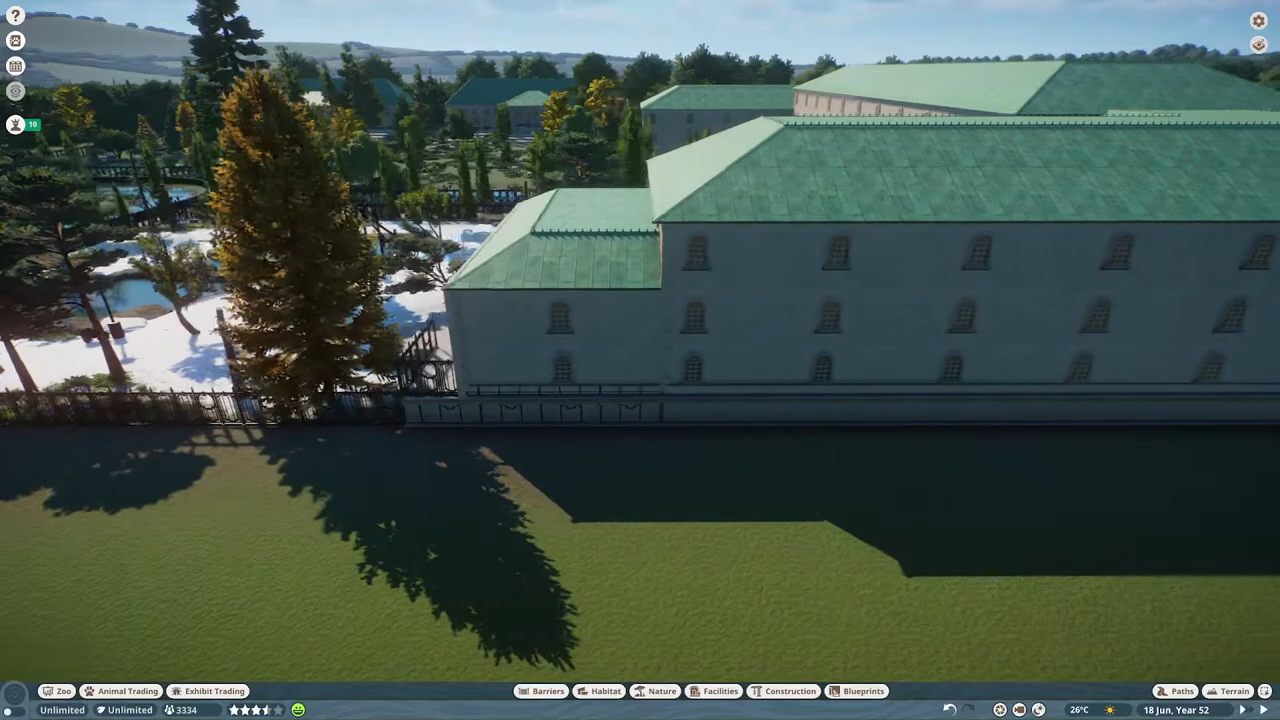 ?
10
Zoo Animal Trading Exhibit Trading Barriers Habitat Nature Facilities Construction Blueprints Paths Terrain
Unlimited Unlimited 3334 26°C 18 Jun, Year 52